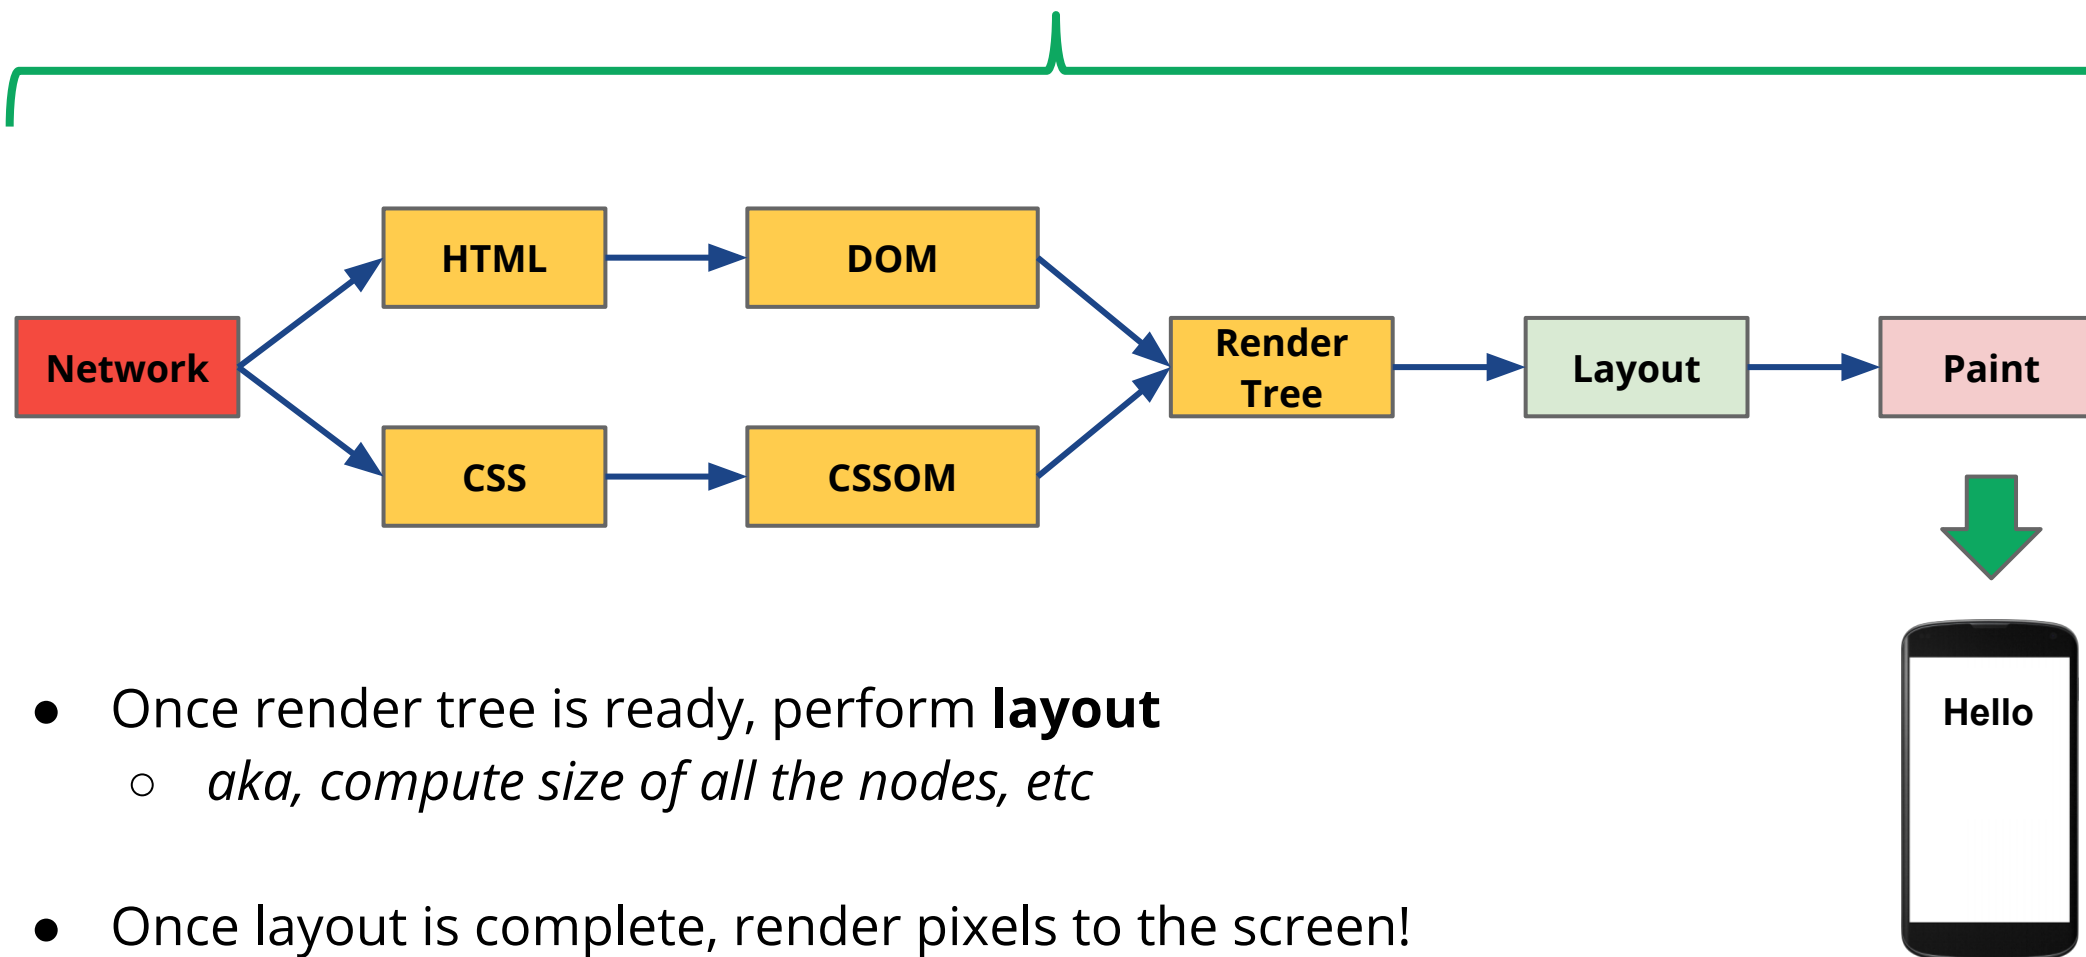 HTML
DOM
Network
Render
Tree
Layout
Paint
CSS
CSSOM
● Once render tree is ready, perform layout
○ aka, compute size of all the nodes, etc
Hello
● Once layout is complete, render pixels to the screen!